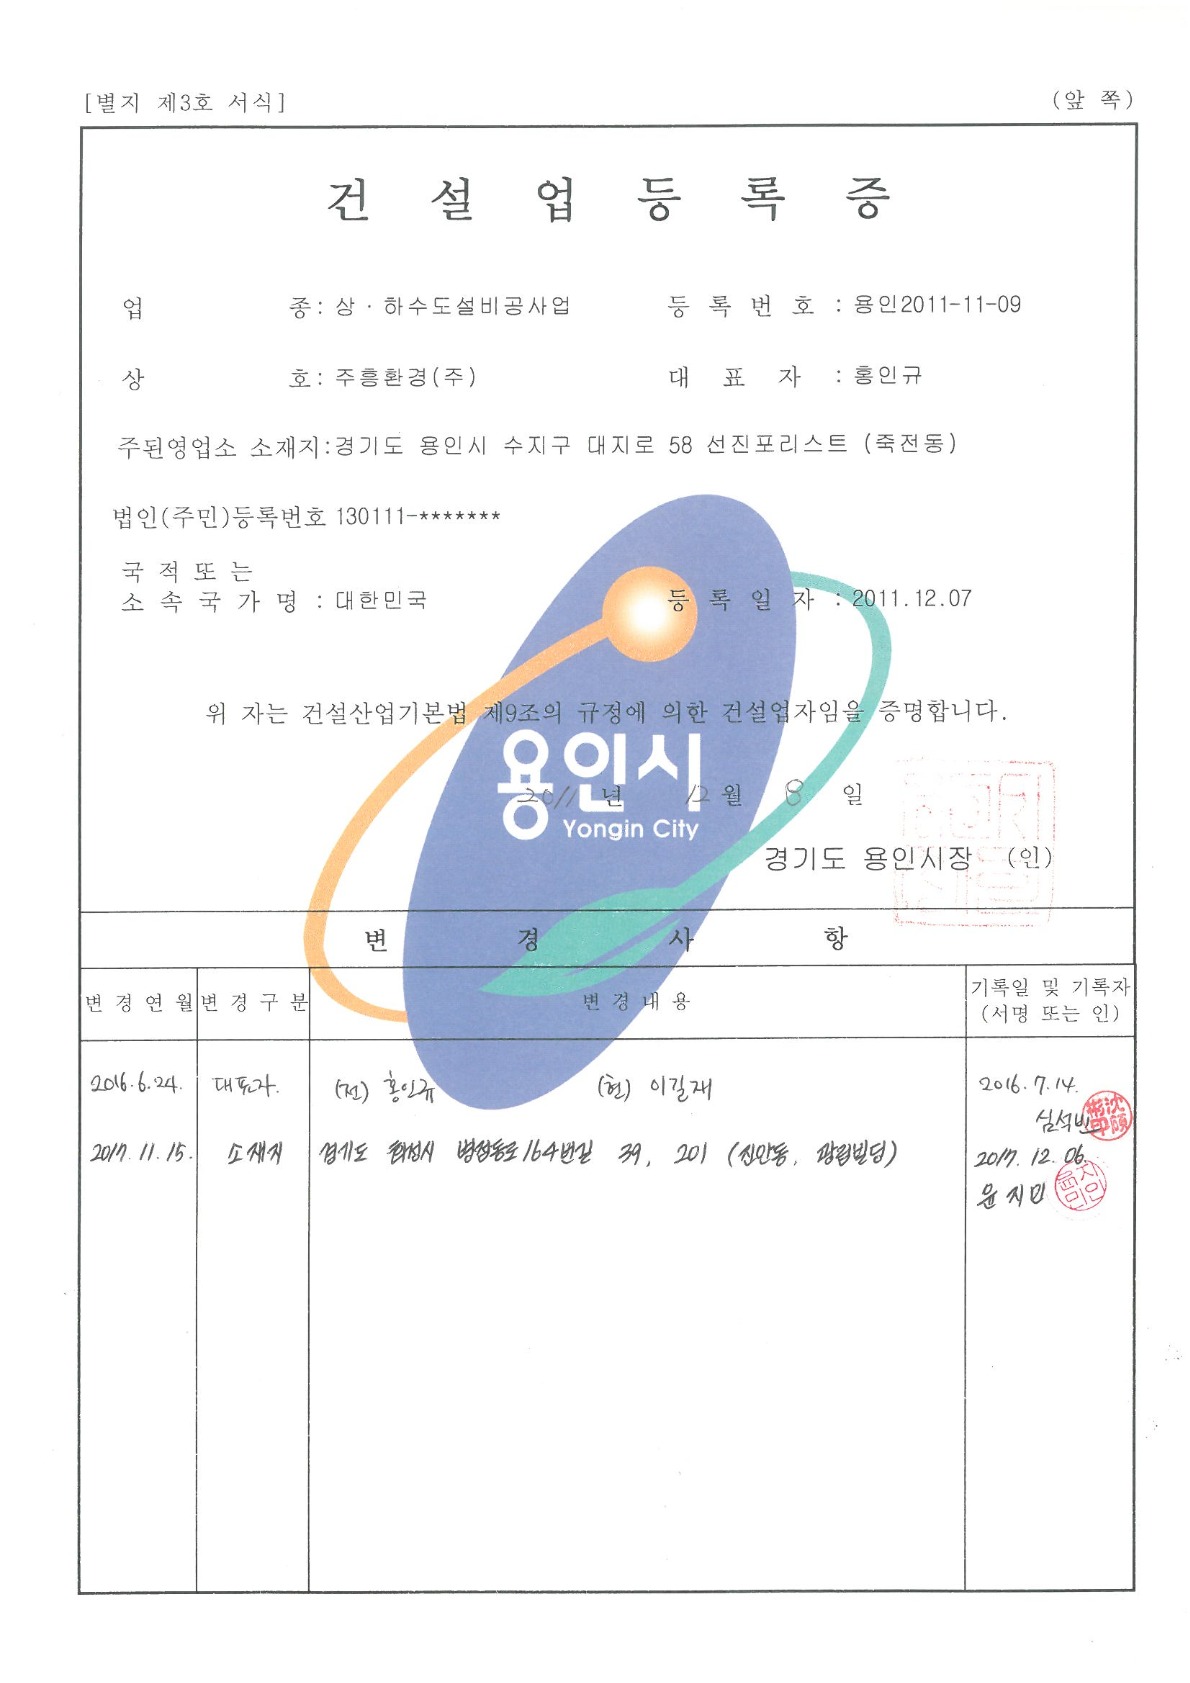 [별지 제3호 서식] (앞 쪽)
건 설 업 등 록 증
업 종: 상·하수도설비공사업 등 록 번 호 : 용인2011-11-09
상 호: 주흥환경(주) 대 표 자 : 홍인규
주된영업소 소재지:경기도 용인시 수지구 대지로 58 선진포리스트 (죽전동)
법인(주민)등록번호 130111-*******
국 적 또 는
소 속 국 가 명 : 대한민국 등 록 일 자 : 2011.12.07
위 자는 건설산업기본법 제9조의 규정에 의한 건설업자임을 증명합니다.
용인시
Yongin City
2011 년 12 월 8 일
경기도 용인시장 (인)
변 경 사 항
변 경 연 월 변 경 구 분 변 경 내 용 기록일 및 기록자
(서명 또는 인)
2016.6.24. 대표자. (전) 홍인규 (현) 이길재 2016.7.14.
심석빈
2017.11.15. 소재지 경기도 화성시 병점동로164번길 39, 201 (진안동, 광림빌딩) 2017.12.06.
윤지민